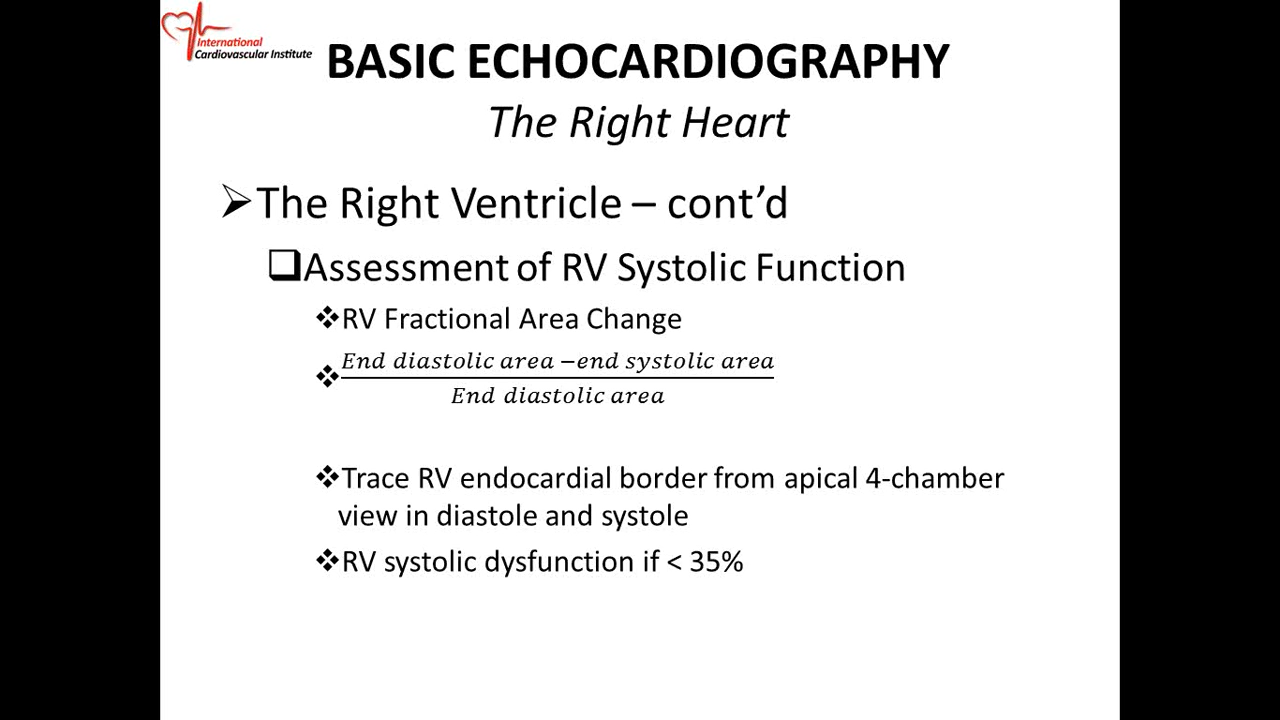 International
Cardiovascular Institute
BASIC ECHOCARDIOGRAPHY
The Right Heart
The Right Ventricle – cont’d
Assessment of RV Systolic Function
RV Fractional Area Change
End diastolic area −end systolic area
End diastolic area
Trace RV endocardial border from apical 4-chamber
view in diastole and systole
RV systolic dysfunction if < 35%